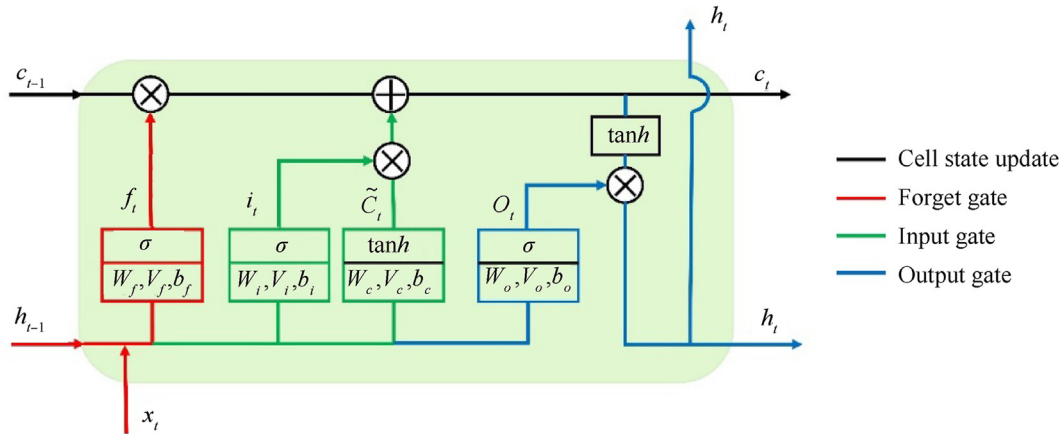 h_t
c_{t-1}
c_t
tanh
Cell state update
f_t
i_t
C̃_t
O_t
Forget gate
σ
σ
tanh
σ
Input gate
W_f,V_f,b_f
W_i,V_i,b_i
W_c,V_c,b_c
W_o,V_o,b_o
Output gate
h_{t-1}
h_t
x_t